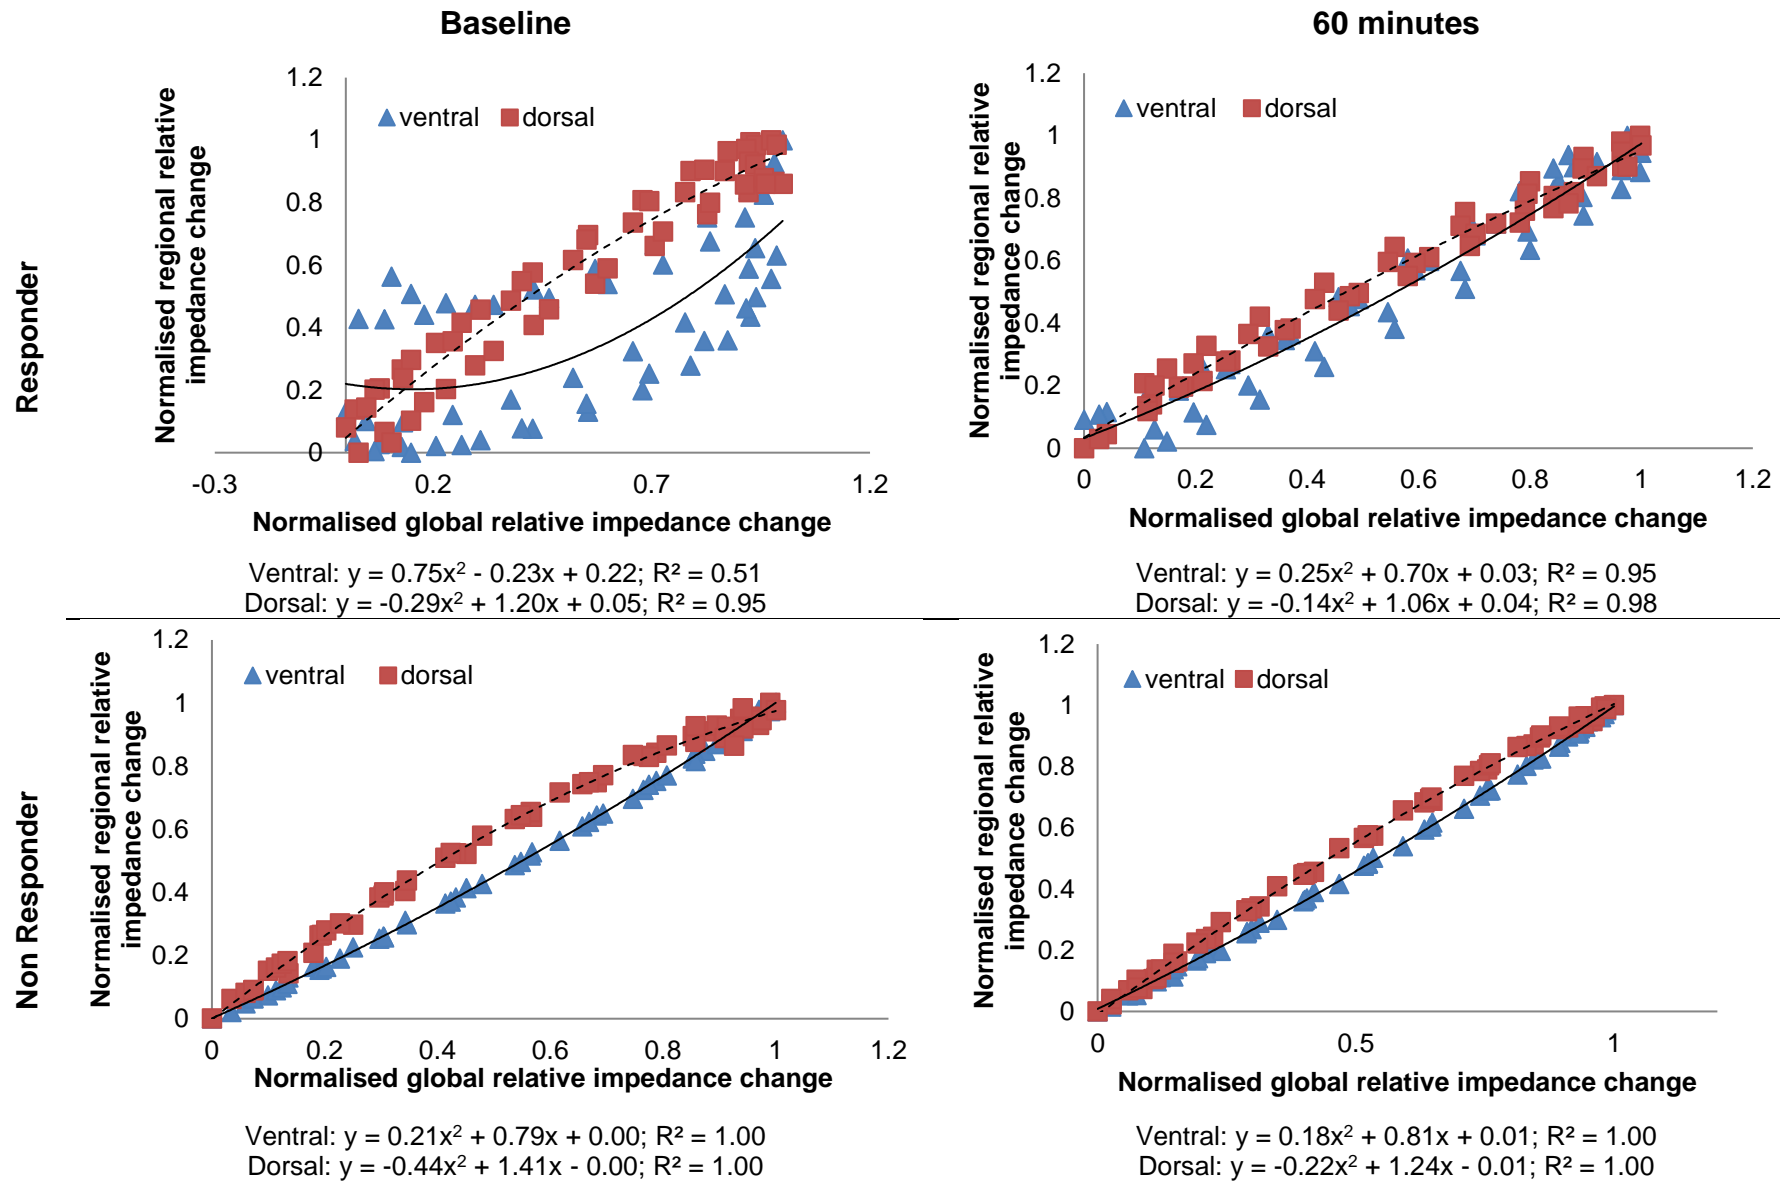 Baseline
60 minutes
Responder
Normalised regional relative
impedance change
1.2
1
0.8
0.6
0.4
0.2
0
ventral
dorsal
-0.3
0.2
0.7
1.2
Normalised global relative impedance change
Ventral: y = 0.75x² - 0.23x + 0.22; R² = 0.51
Dorsal: y = -0.29x² + 1.20x + 0.05; R² = 0.95
Normalised regional relative
impedance change
1.2
1
0.8
0.6
0.4
0.2
0
ventral
dorsal
0
0.2
0.4
0.6
0.8
1
1.2
Normalised global relative impedance change
Ventral: y = 0.25x² + 0.70x + 0.03; R² = 0.95
Dorsal: y = -0.14x² + 1.06x + 0.04; R² = 0.98
Non Responder
Normalised regional relative
impedance change
1.2
1
0.8
0.6
0.4
0.2
0
ventral
dorsal
0
0.2
0.4
0.6
0.8
1
1.2
Normalised global relative impedance change
Ventral: y = 0.21x² + 0.79x + 0.00; R² = 1.00
Dorsal: y = -0.44x² + 1.41x - 0.00; R² = 1.00
Normalised regional relative
impedance change
1.2
1
0.8
0.6
0.4
0.2
0
ventral
dorsal
0
0.5
1
Normalised global relative impedance change
Ventral: y = 0.18x² + 0.81x + 0.01; R² = 1.00
Dorsal: y = -0.22x² + 1.24x - 0.01; R² = 1.00